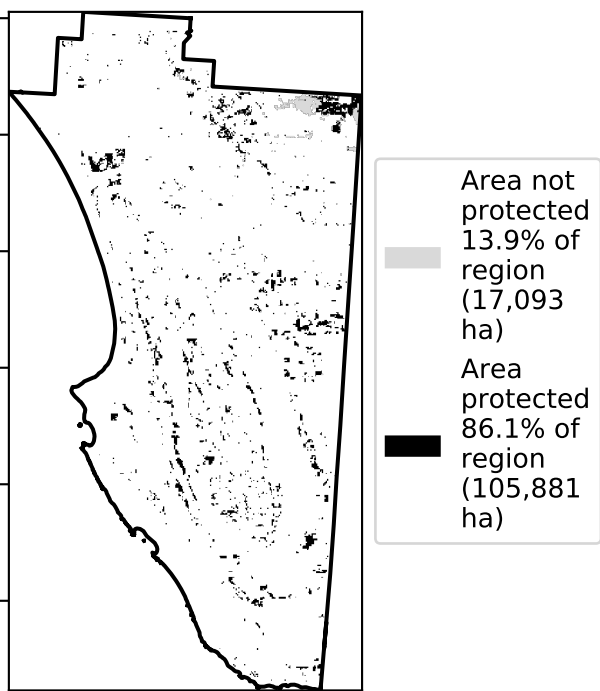 Area not
protected
13.9% of
region
(17,093
ha)
Area
protected
86.1% of
region
(105,881
ha)